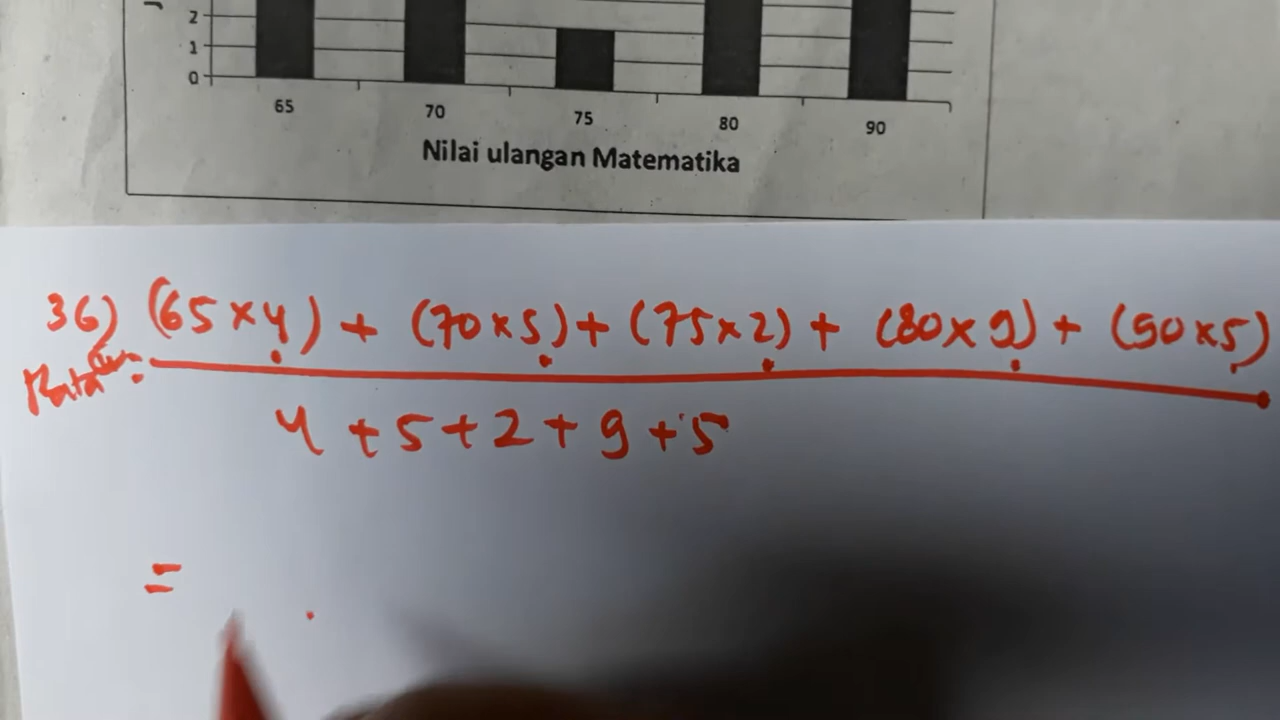 2
1
0
65 70 75 80 90
Nilai ulangan Matematika
36) (65 x 4) + (70 x 5) + (75 x 2) + (80 x 9) + (90 x 5)
4 + 5 + 2 + 9 + 5
=